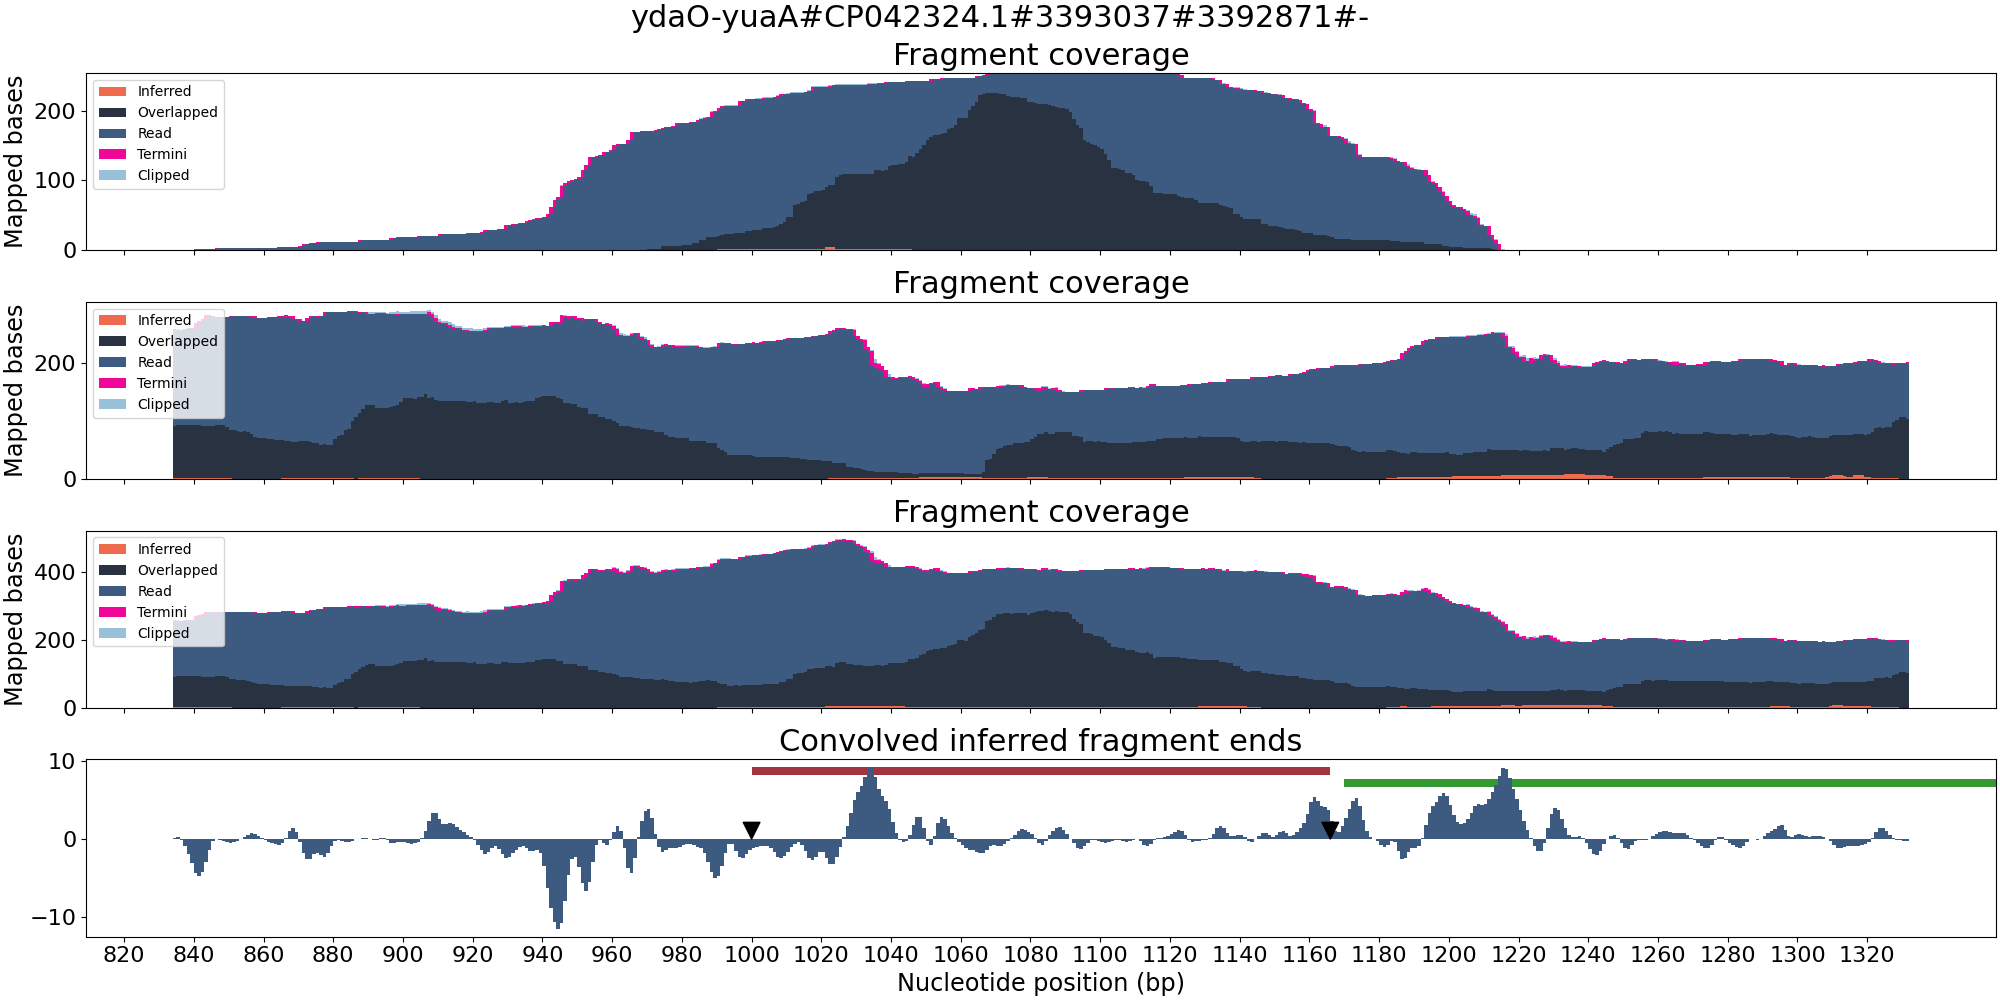 ydaO-yuaA#CP042324.1#3393037#3392871#-
Fragment coverage
Mapped bases
200
100
0
Inferred
Overlapped
Read
Termini
Clipped
Fragment coverage
Mapped bases
200
0
Inferred
Overlapped
Read
Termini
Clipped
Fragment coverage
Mapped bases
400
200
0
Inferred
Overlapped
Read
Termini
Clipped
Convolved inferred fragment ends
10
0
−10
820 840 860 880 900 920 940 960 980 1000 1020 1040 1060 1080 1100 1120 1140 1160 1180 1200 1220 1240 1260 1280 1300 1320
Nucleotide position (bp)